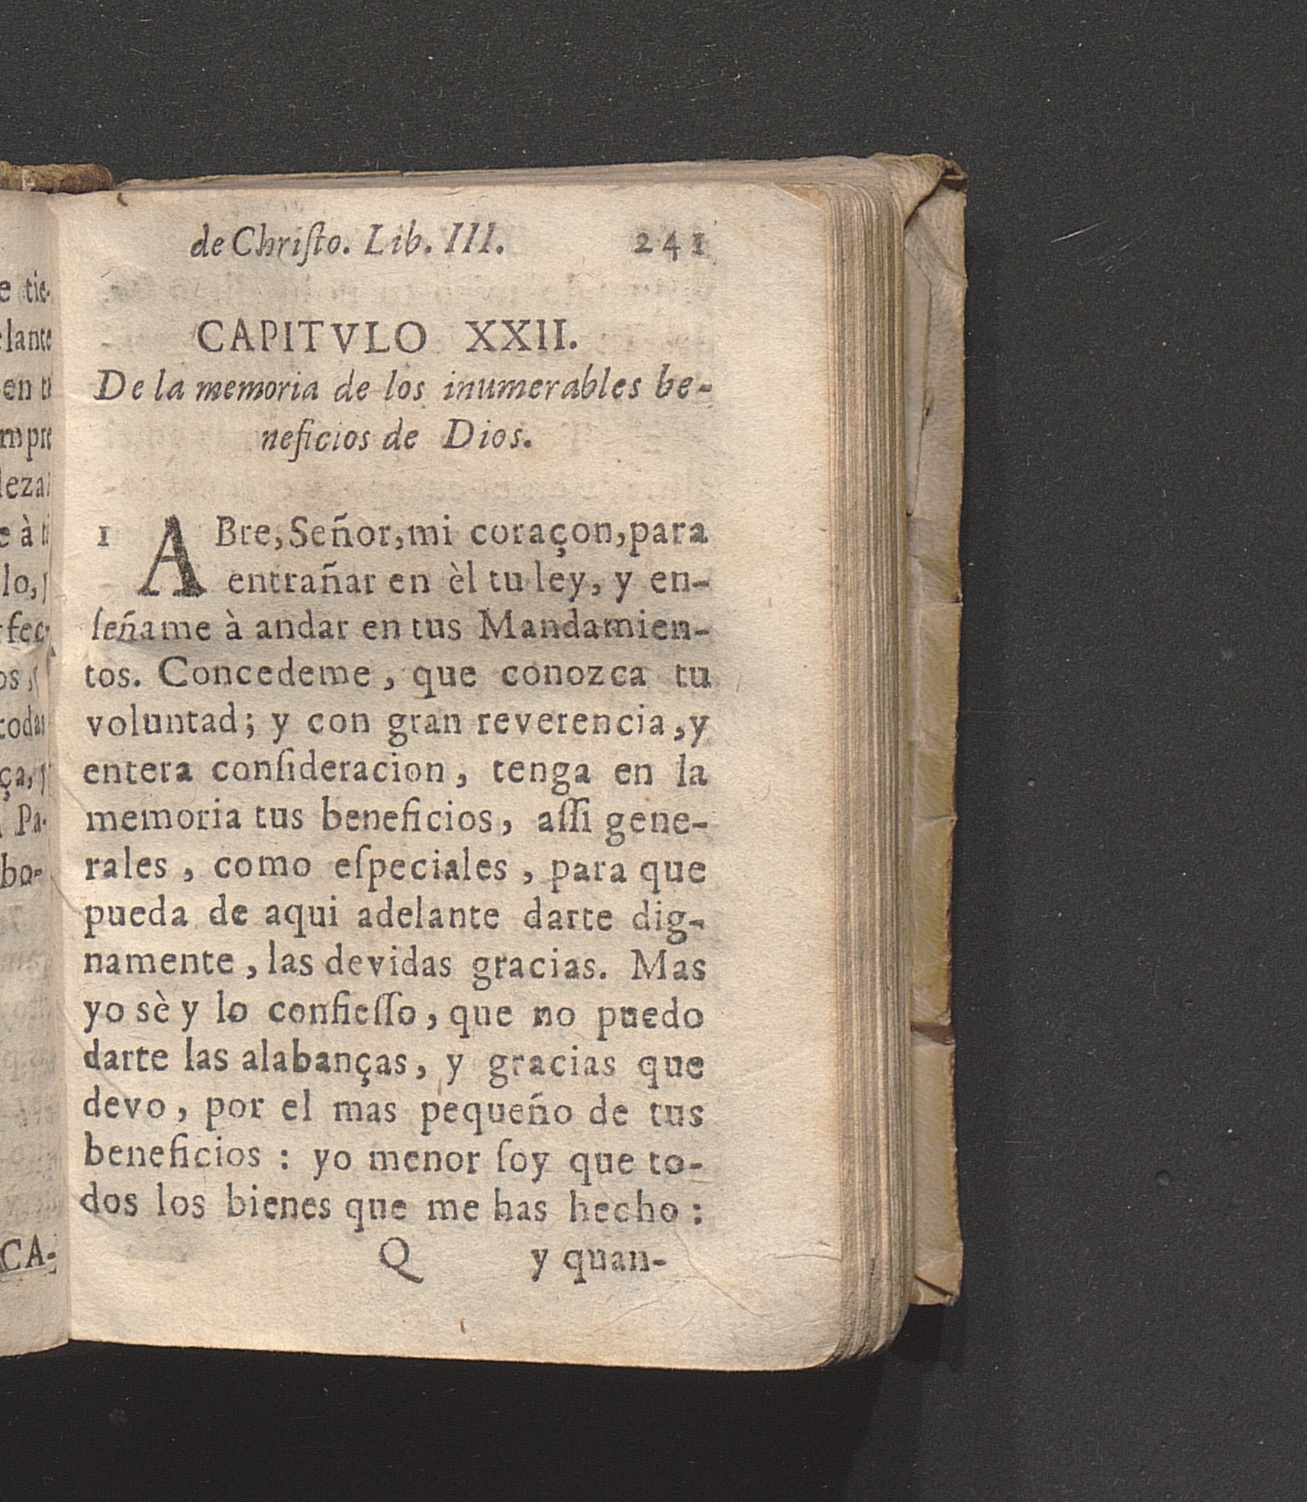 de Chriſto. Lib. III. 241
CAPITVLO XXII.
De la memoria de los inumerables be-
neficios de Dios.
1 ABre, Señor, mi coraçon, para
entrañar en èl tu ley, y en-
ſeñame à andar en tus Mandamien-
tos. Concedeme, que conozca tu
voluntad; y con gran reverencia, y
entera conſideracion, tenga en la
memoria tus beneficios, aſſi gene-
rales, como eſpeciales, para que
pueda de aqui adelante darte dig-
namente, las devidas gracias. Mas
yo sè y lo confieſſo, que no puedo
darte las alabanças, y gracias que
devo, por el mas pequeño de tus
beneficios: yo menor ſoy que to-
dos los bienes que me has hecho:
Q y quan-